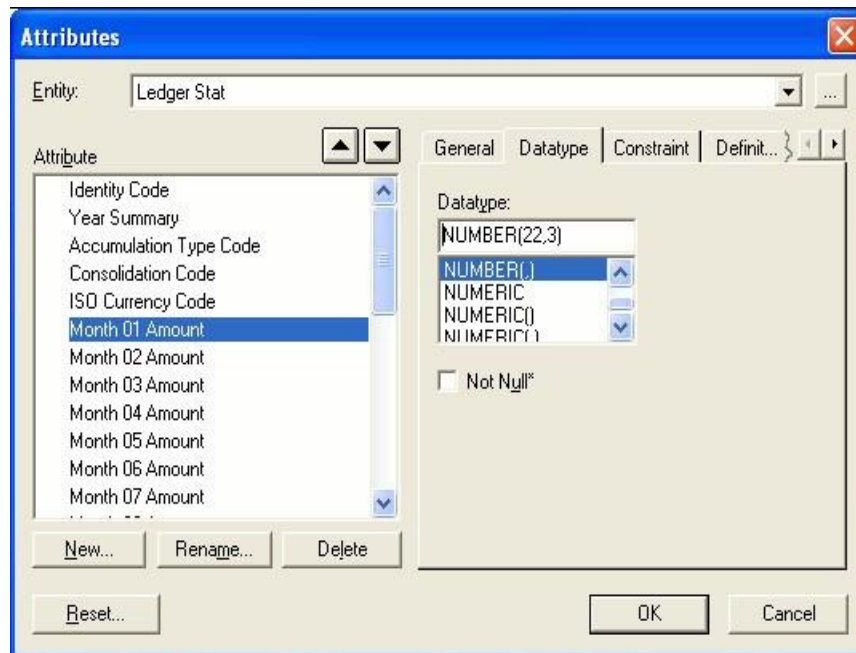 Attributes
Entity:
Ledger Stat
...
Attribute
Identity Code
Year Summary
Accumulation Type Code
Consolidation Code
ISO Currency Code
Month 01 Amount
Month 02 Amount
Month 03 Amount
Month 04 Amount
Month 05 Amount
Month 06 Amount
Month 07 Amount
New...
Rename...
Delete
General
Datatype
Constraint
Definit...
Datatype:
NUMBER(22,3)
NUMBER(,)
NUMERIC
NUMERIC()
NUMERIC(,)
Not Null*
Reset...
OK
Cancel